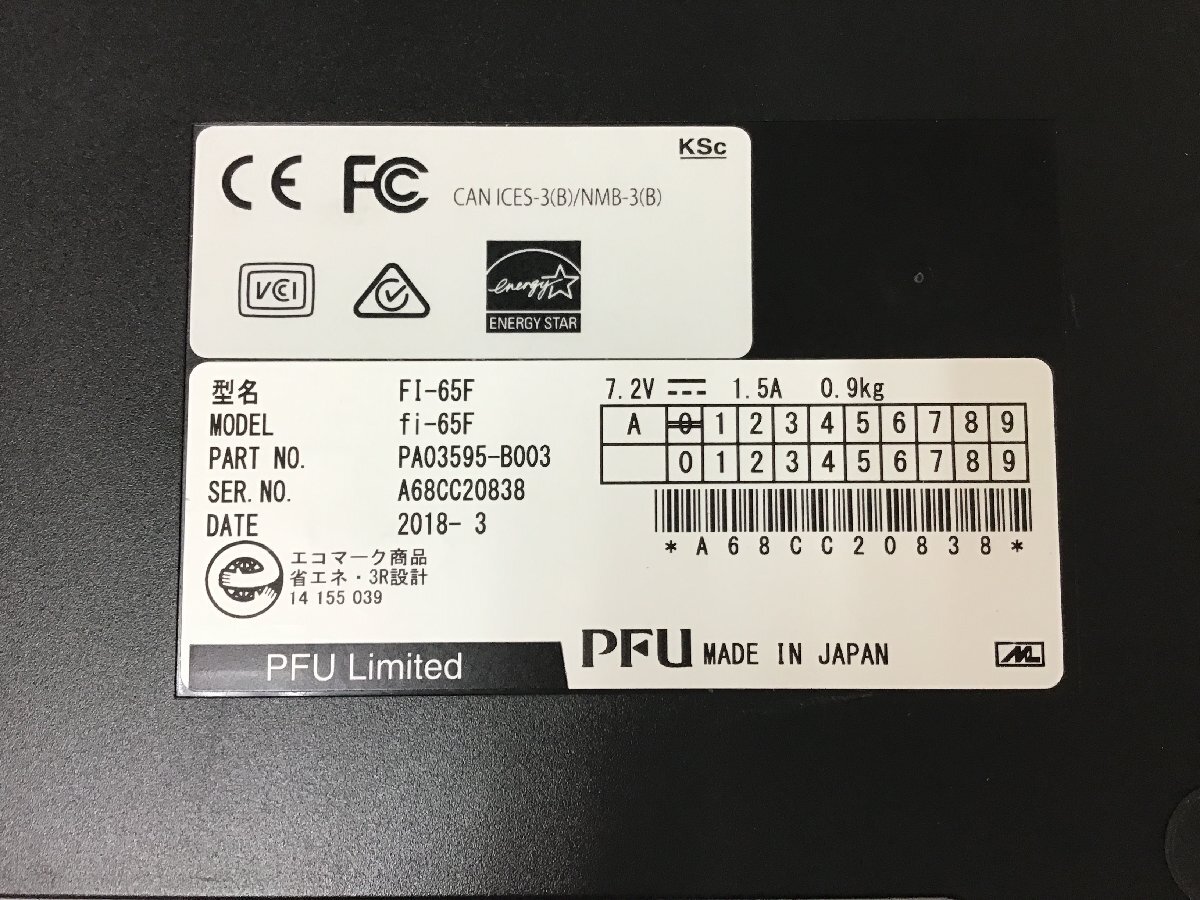 KSc
CE FC CAN ICES-3(B)/NMB-3(B)
VCI energy
ENERGY STAR
型名 FI-65F 7.2V 1.5A 0.9kg
MODEL fi-65F A 0 1 2 3 4 5 6 7 8 9
PART NO. PA03595-B003 0 1 2 3 4 5 6 7 8 9
SER.NO. A68CC20838
DATE 2018- 3
*A68CC20838*
エコマーク商品
省エネ・3R設計
14 155 039
PFU Limited PFU MADE IN JAPAN